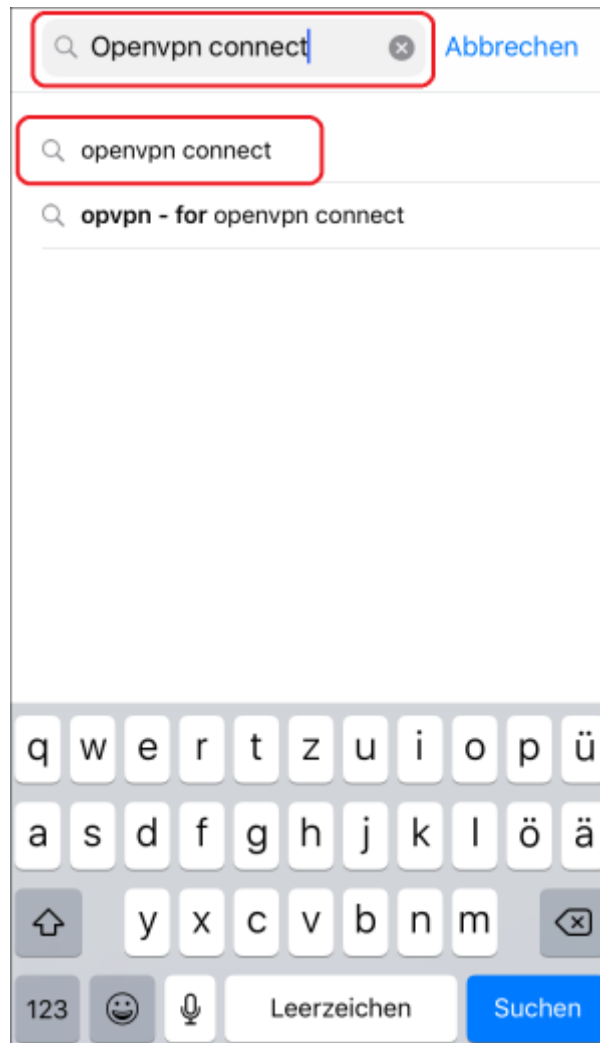 Openvpn connect Abbrechen
openvpn connect
opvpn - for openvpn connect
q w e r t z u i o p ü
a s d f g h j k l ö ä
y x c v b n m
123 Leerzeichen Suchen